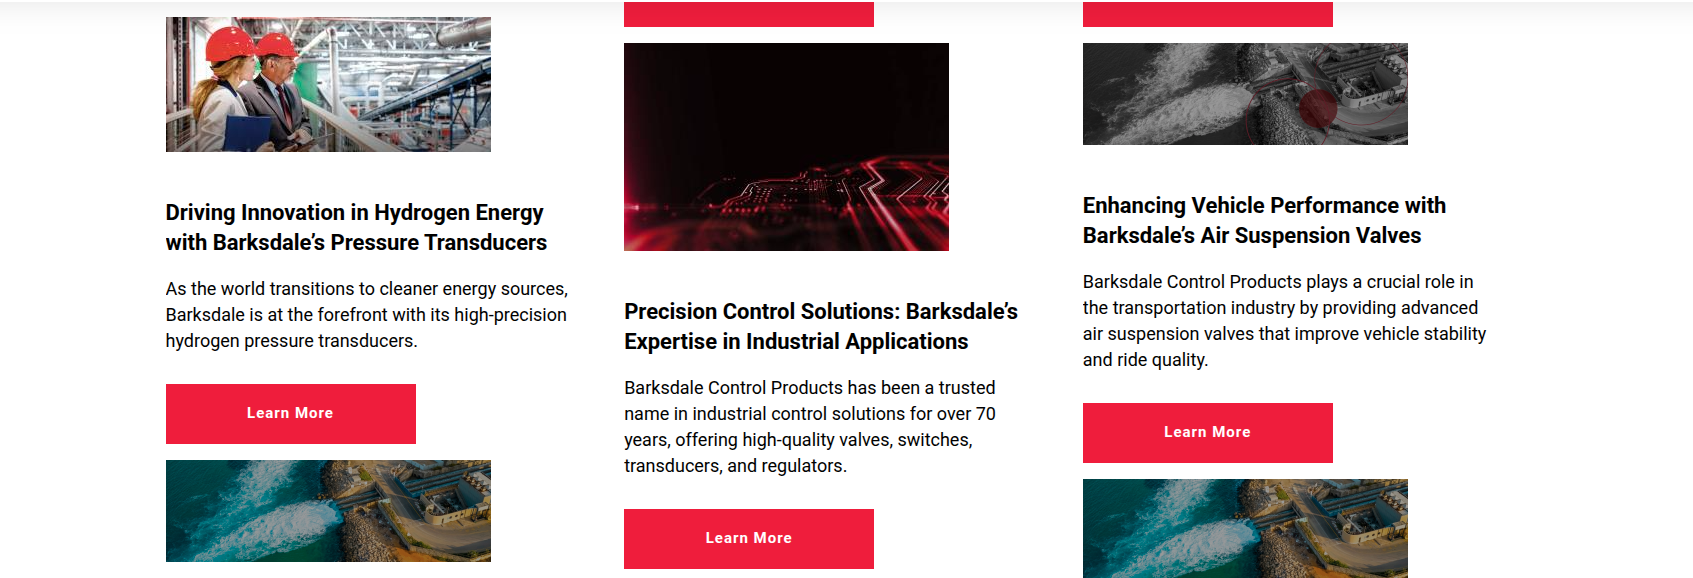 Driving Innovation in Hydrogen Energy
with Barksdale’s Pressure Transducers
As the world transitions to cleaner energy sources,
Barksdale is at the forefront with its high-precision
hydrogen pressure transducers.
Learn More
Precision Control Solutions: Barksdale’s
Expertise in Industrial Applications
Barksdale Control Products has been a trusted
name in industrial control solutions for over 70
years, offering high-quality valves, switches,
transducers, and regulators.
Learn More
Enhancing Vehicle Performance with
Barksdale’s Air Suspension Valves
Barksdale Control Products plays a crucial role in
the transportation industry by providing advanced
air suspension valves that improve vehicle stability
and ride quality.
Learn More